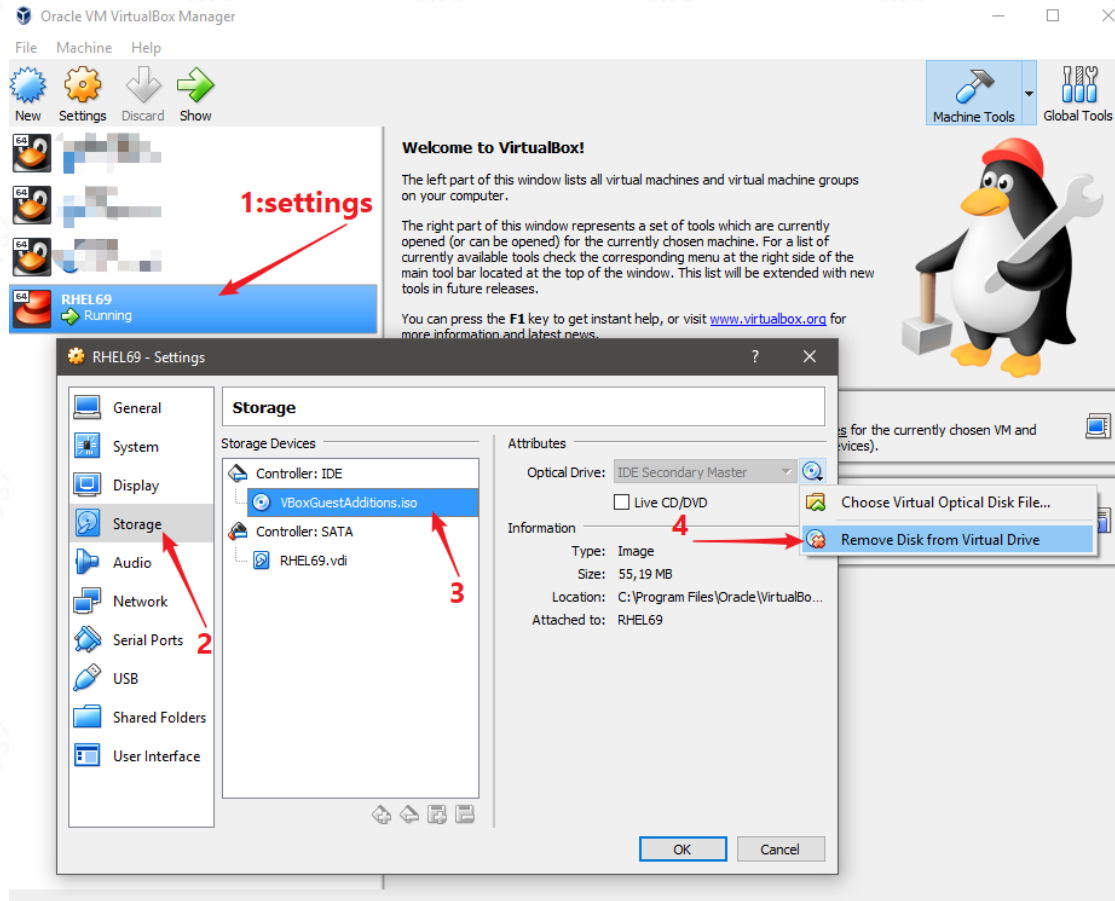 Oracle VM VirtualBox Manager
File Machine Help
New Settings Discard Show
Machine Tools Global Tools
64
64
64
64
RHEL69
Running
1:settings
Welcome to VirtualBox!
The left part of this window lists all virtual machines and virtual machine groups
on your computer.
The right part of this window represents a set of tools which are currently
opened (or can be opened) for the currently chosen machine. For a list of
currently available tools check the corresponding menu at the right side of the
main tool bar located at the top of the window. This list will be extended with new
tools in future releases.
You can press the F1 key to get instant help, or visit www.virtualbox.org for
more information and latest news.
for the currently chosen VM and
RHEL69 - Settings
?
General
System
Display
Storage
Audio
Network
Serial Ports
USB
Shared Folders
User Interface
2
Storage
Storage Devices
Controller: IDE
VBoxGuestAdditions.iso
Controller: SATA
RHEL69.vdi
3
Attributes
Optical Drive: IDE Secondary Master
Live CD/DVD
Information
Type: Image
Size: 55,19 MB
Location: C:\Program Files\Oracle\VirtualBo...
Attached to: RHEL69
4
Choose Virtual Optical Disk File...
Remove Disk from Virtual Drive
OK Cancel